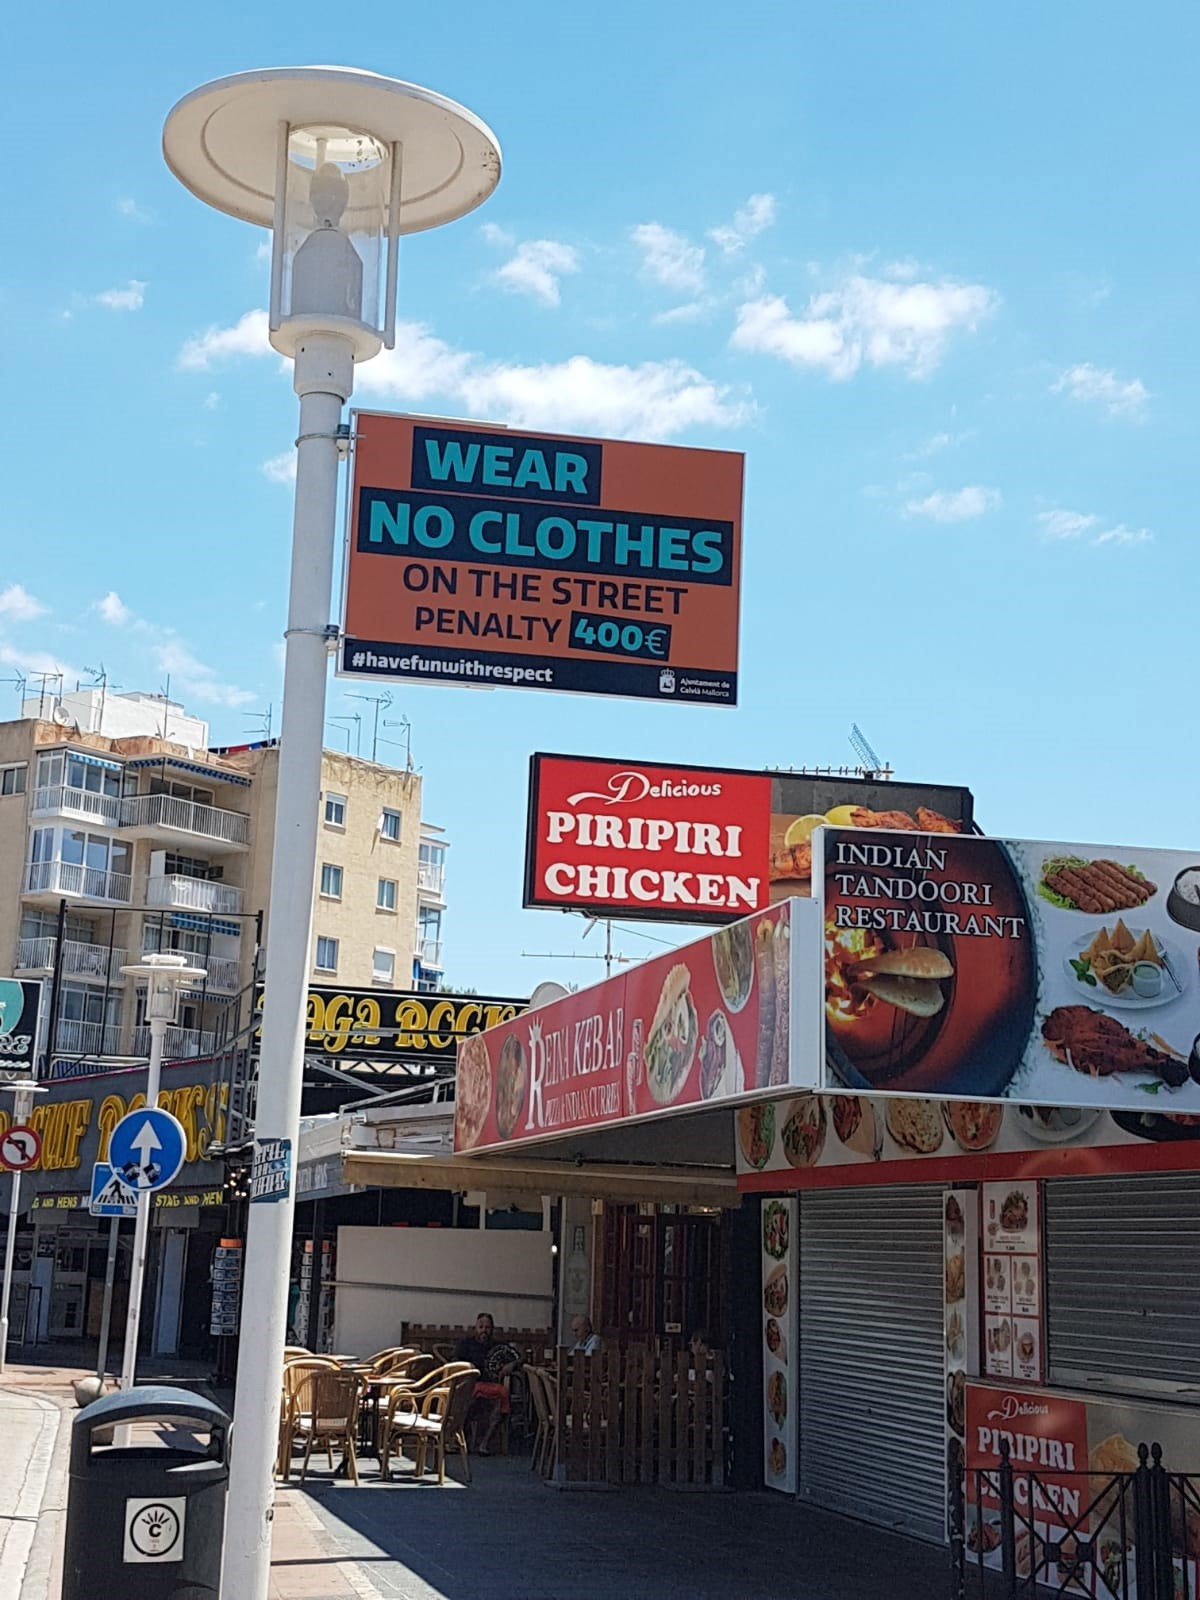 WEAR
NO CLOTHES
ON THE STREET
PENALTY 400€
#havefunwithrespect
Ajuntament de
Calvià Mallorca
Delicious
PIRIPIRI
CHICKEN
INDIAN
TANDOORI
RESTAURANT
REINA KEBAB
PIZZA INDIAN CURRIES
STAG AND HEN
Delicious
PIRIPIRI
CHICKEN
C